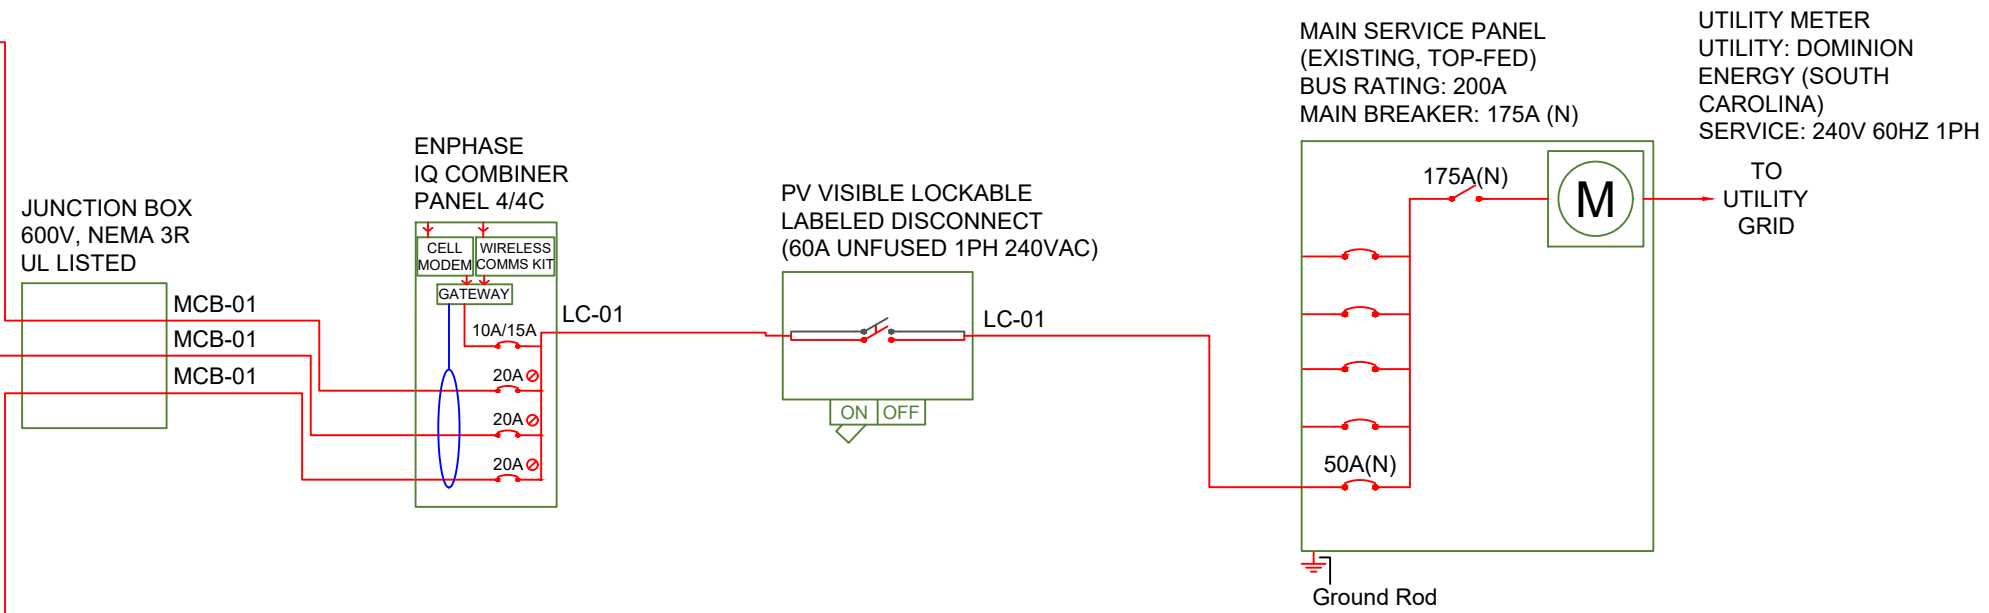 MAIN SERVICE PANEL
(EXISTING, TOP-FED)
BUS RATING: 200A
MAIN BREAKER: 175A (N)
UTILITY METER
UTILITY: DOMINION
ENERGY (SOUTH
CAROLINA)
SERVICE: 240V 60HZ 1PH
ENPHASE
IQ COMBINER
PANEL 4/4C
PV VISIBLE LOCKABLE
LABELED DISCONNECT
(60A UNFUSED 1PH 240VAC)
JUNCTION BOX
600V, NEMA 3R
UL LISTED
MCB-01
MCB-01
MCB-01
CELL
MODEM
WIRELESS
COMMS KIT
GATEWAY
10A/15A
20A
20A
20A
LC-01
ON
OFF
LC-01
175A(N)
M
TO
UTILITY
GRID
50A(N)
Ground Rod